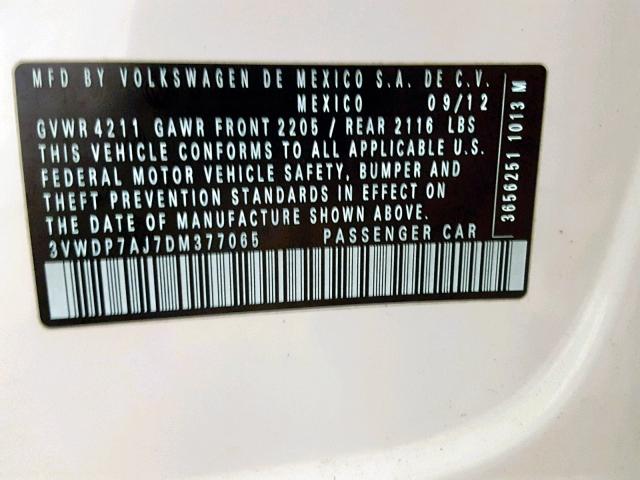 MFD BY VOLKSWAGEN DE MEXICO S.A. DE C.V.
MEXICO 09/12
GVWR 4211 GAWR FRONT 2205 / REAR 2116 LBS
THIS VEHICLE CONFORMS TO ALL APPLICABLE U.S.
FEDERAL MOTOR VEHICLE SAFETY, BUMPER AND
THEFT PREVENTION STANDARDS IN EFFECT ON
THE DATE OF MANUFACTURE SHOWN ABOVE.
3VWDP7AJ7DM377065 PASSENGER CAR
3656251 1013 M